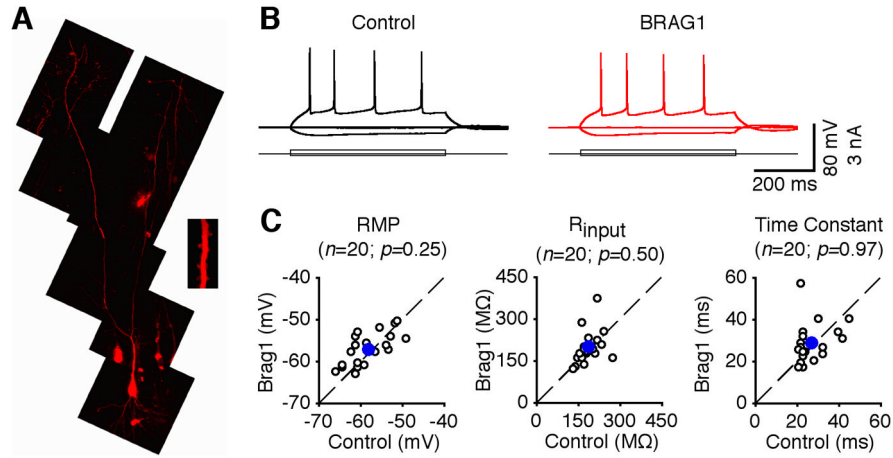 A
B
Control
BRAG1
80 mV
3 nA
200 ms
C
RMP
(n=20; p=0.25)
-40
-50
-60
-70
Brag1 (mV)
-70 -60 -50 -40
Control (mV)
Rinput
(n=20; p=0.50)
450
300
150
0
Brag1 (MΩ)
0 150 300 450
Control (MΩ)
Time Constant
(n=20; p=0.97)
60
40
20
0
Brag1 (ms)
0 20 40 60
Control (ms)